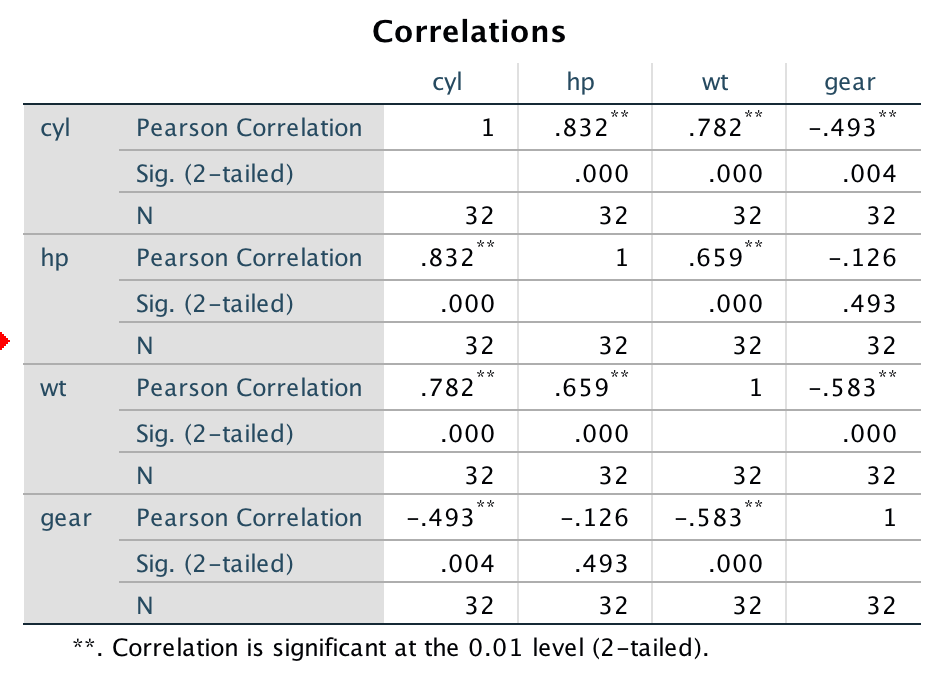 Correlations
cyl hp wt gear
cyl Pearson Correlation 1 .832** .782** -.493**
Sig. (2-tailed) .000 .000 .004
N 32 32 32 32
hp Pearson Correlation .832** 1 .659** -.126
Sig. (2-tailed) .000 .000 .493
N 32 32 32 32
wt Pearson Correlation .782** .659** 1 -.583**
Sig. (2-tailed) .000 .000 .000
N 32 32 32 32
gear Pearson Correlation -.493** -.126 -.583** 1
Sig. (2-tailed) .004 .493 .000
N 32 32 32 32
**. Correlation is significant at the 0.01 level (2-tailed).